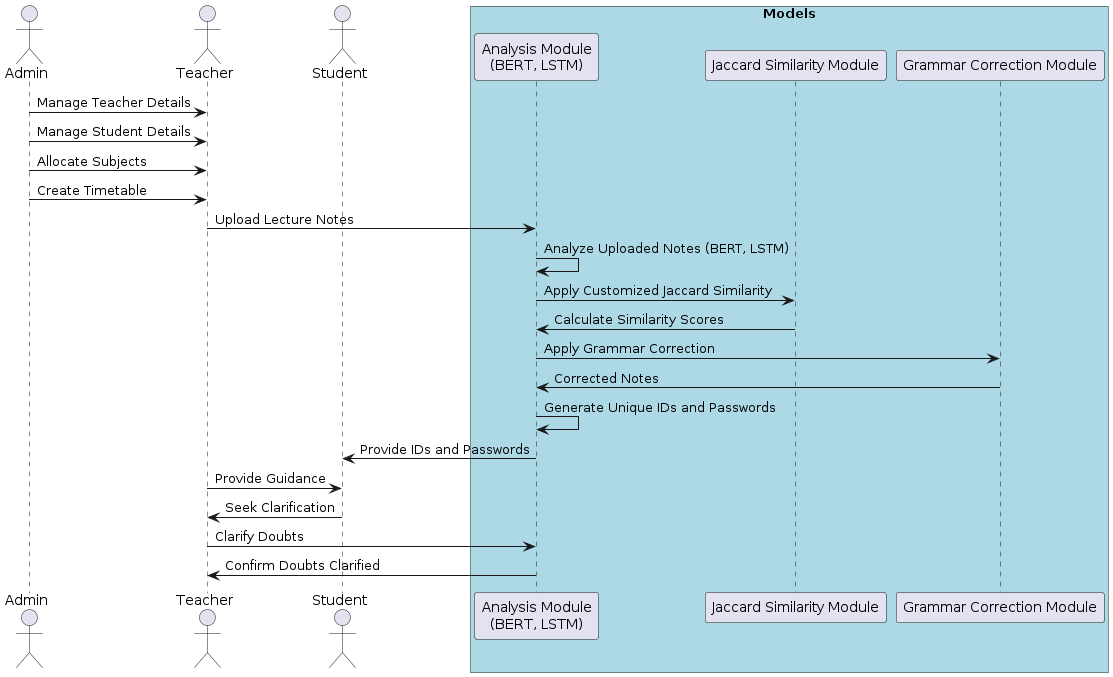 Models
Admin
Teacher
Student
Analysis Module
(BERT, LSTM)
Jaccard Similarity Module
Grammar Correction Module
Manage Teacher Details
Manage Student Details
Allocate Subjects
Create Timetable
Upload Lecture Notes
Analyze Uploaded Notes (BERT, LSTM)
Apply Customized Jaccard Similarity
Calculate Similarity Scores
Apply Grammar Correction
Corrected Notes
Generate Unique IDs and Passwords
Provide IDs and Passwords
Provide Guidance
Seek Clarification
Clarify Doubts
Confirm Doubts Clarified
Admin
Teacher
Student
Analysis Module
(BERT, LSTM)
Jaccard Similarity Module
Grammar Correction Module